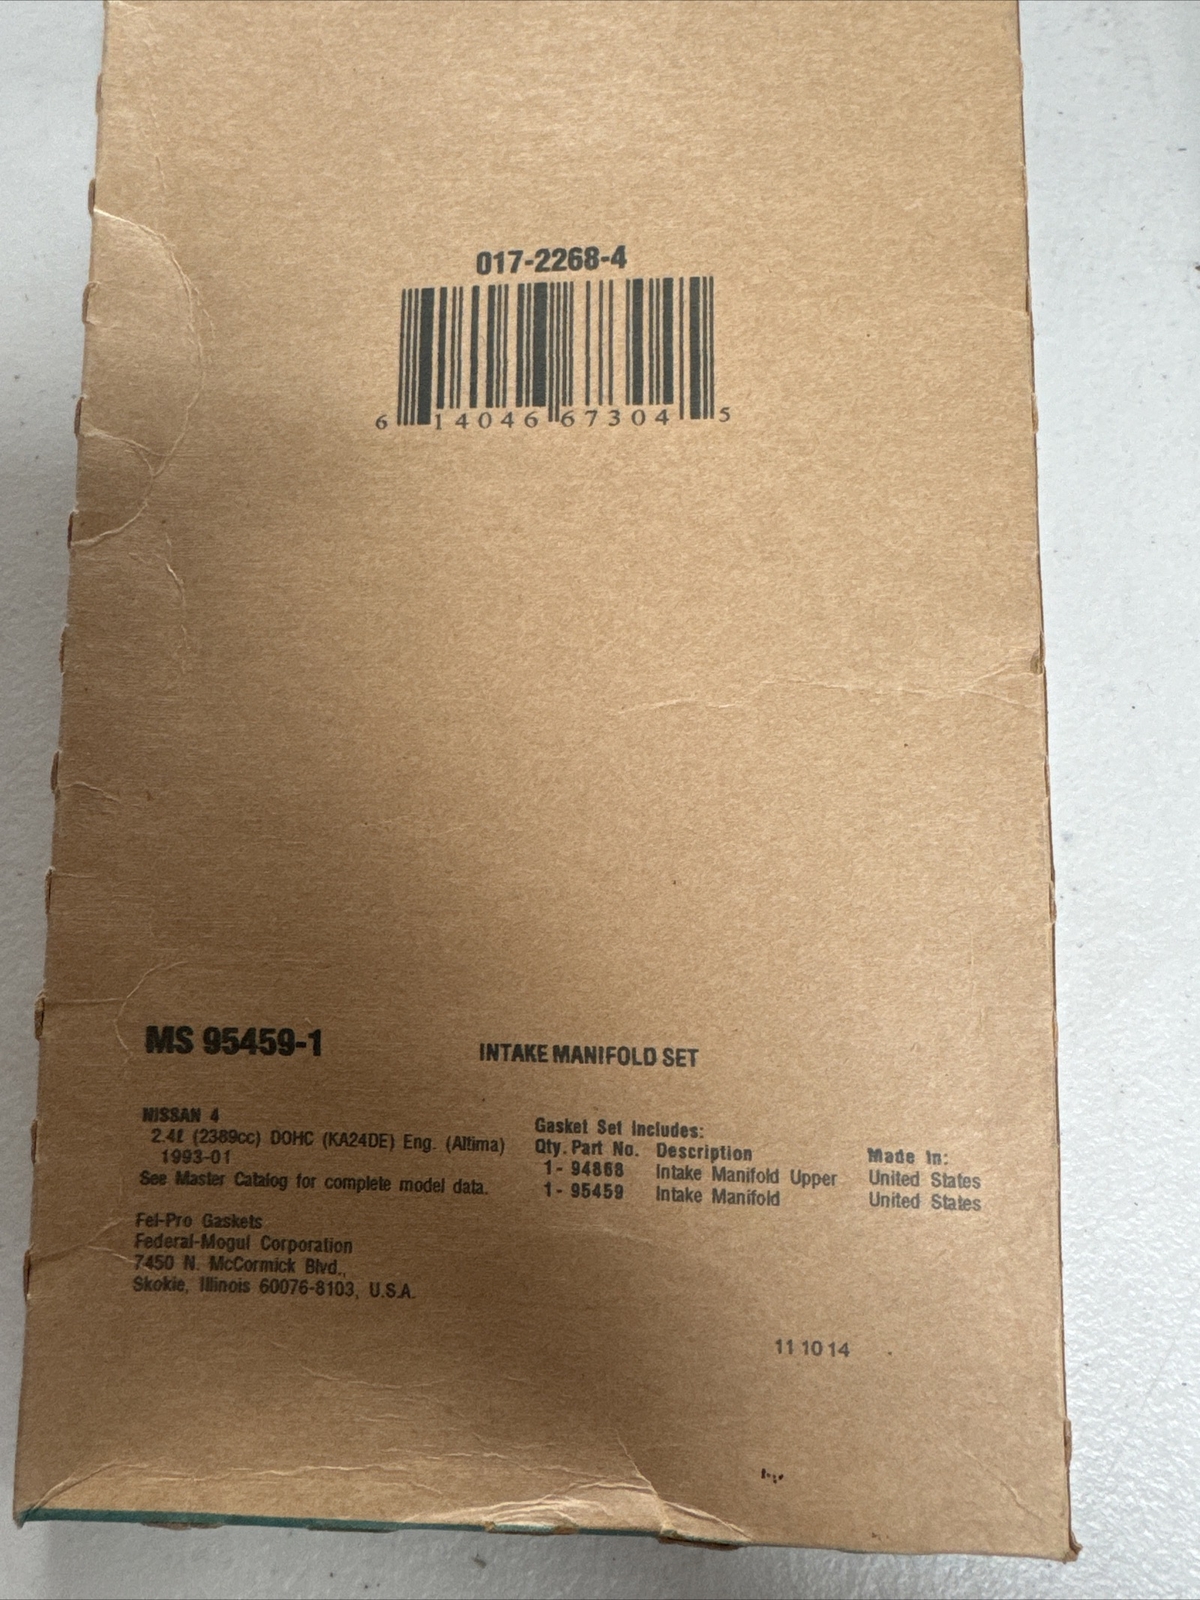 017-2268-4
6 14046 67304 5
MS 95459-1
INTAKE MANIFOLD SET
NISSAN 4
2.4ℓ (2389cc) DOHC (KA24DE) Eng. (Altima)
1993-01
See Master Catalog for complete model data.
Fel-Pro Gaskets
Federal-Mogul Corporation
7450 N. McCormick Blvd.,
Skokie, Illinois 60076-8103, U.S.A.
Gasket Set Includes:
Qty. Part No. Description Made In:
1- 94868 Intake Manifold Upper United States
1- 95459 Intake Manifold United States
11 10 14